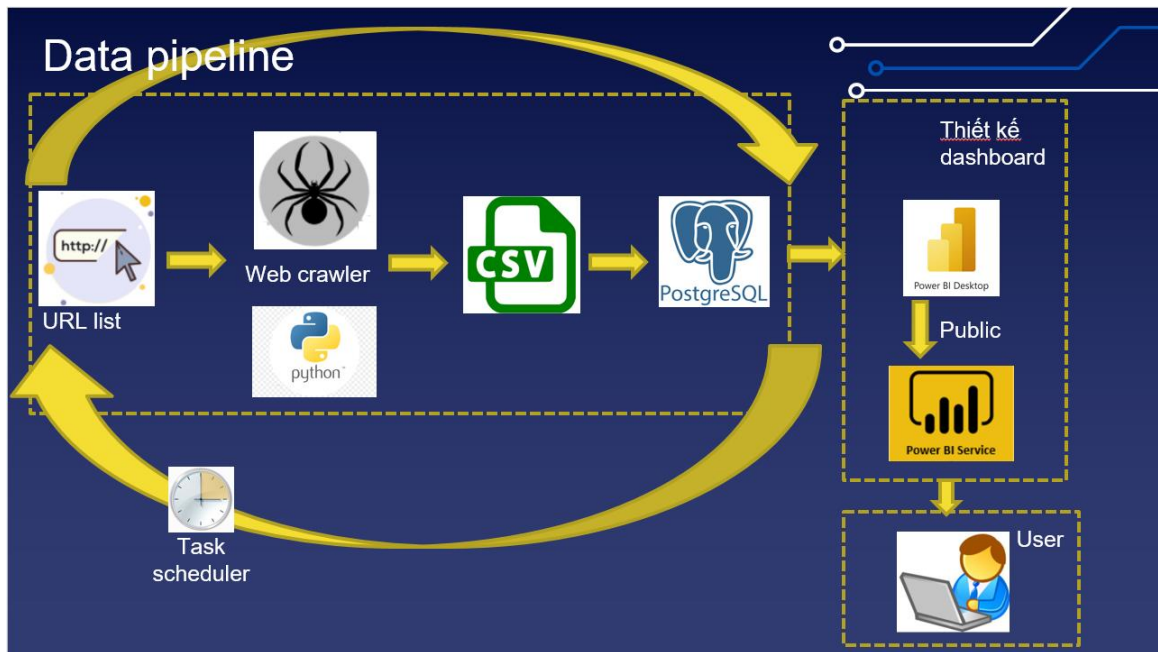 Data pipeline
http://
URL list
Web crawler
python
CSV
PostgreSQL
Task
scheduler
Thiết kế
dashboard
Power BI Desktop
Public
Power BI Service
User